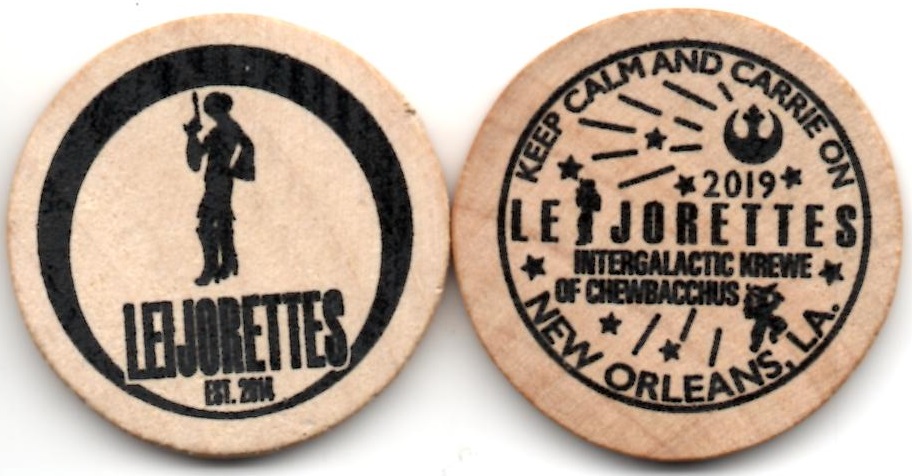 LEIJORETTES
EST. 2014
KEEP CALM AND CARRIE ON
2019
LEIJORETTES
INTERGALACTIC KREWE
OF CHEWBACCHUS
NEW ORLEANS, LA.